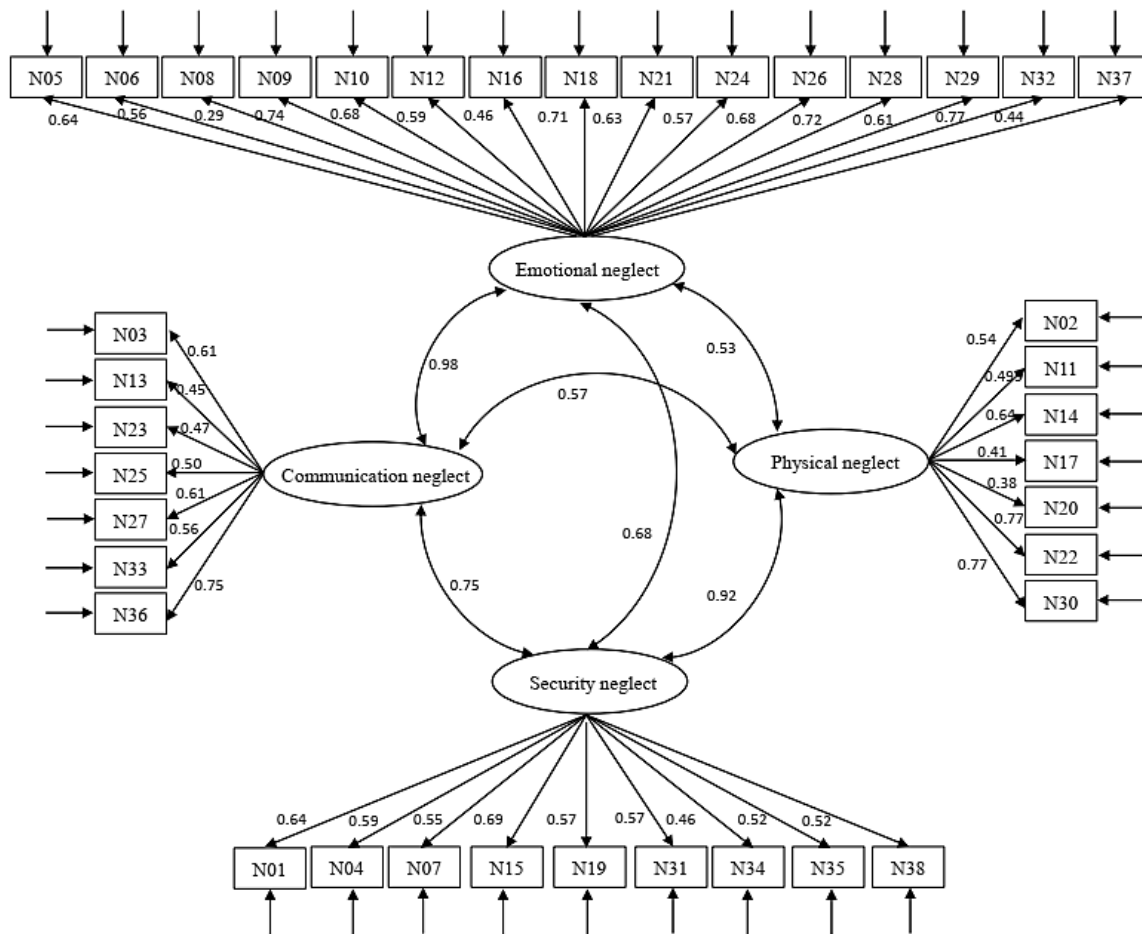 N05 N06 N08 N09 N10 N12 N16 N18 N21 N24 N26 N28 N29 N32 N37
0.64 0.56 0.29 0.74 0.68 0.59 0.46 0.71 0.63 0.57 0.68 0.72 0.61 0.77 0.44
Emotional neglect
N03
0.61
N13
0.45
N23
0.47
N25
0.50
N27
0.61
N33
0.56
N36
0.75
0.98
0.53
0.57
Communication neglect
Physical neglect
0.68
0.75
0.92
N02
0.54
N11
N14
0.64
N17
0.41
N20
0.38
N22
0.77
N30
0.77
Security neglect
0.64 0.59 0.55 0.69 0.57 0.57 0.46 0.52 0.52
N01 N04 N07 N15 N19 N31 N34 N35 N38